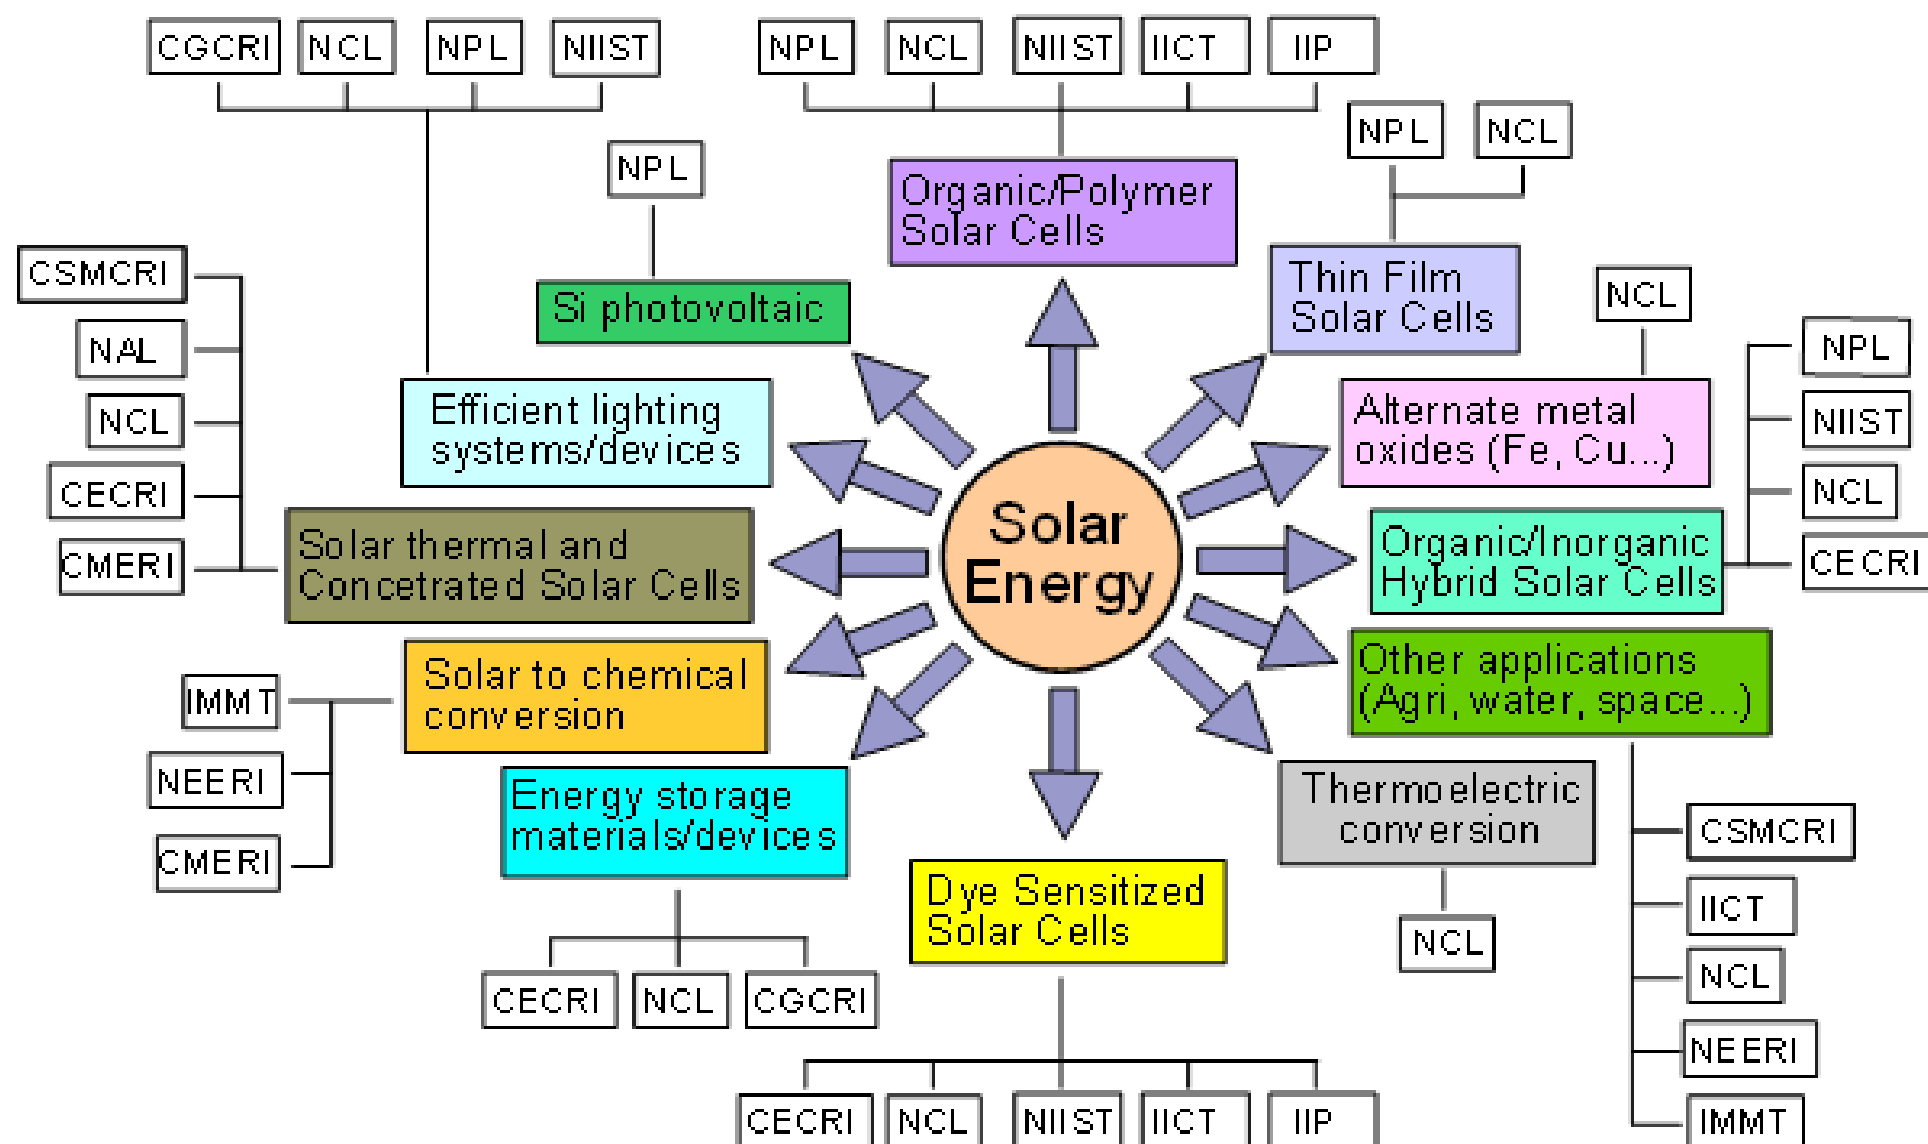 CGCRI
NCL
NPL
NIIST
NPL
NCL
NIIST
IICT
IIP
NPL
NCL
NPL
Organic/Polymer
Solar Cells
CSMCRI
NAL
NCL
CECRI
CMERI
Si photovoltaic
Thin Film
Solar Cells
NCL
NPL
NIIST
NCL
CECRI
Efficient lighting
systems/devices
Alternate metal
oxides (Fe, Cu...)
Solar
Energy
Solar thermal and
Concetrated Solar Cells
Organic/Inorganic
Hybrid Solar Cells
Solar to chemical
conversion
IMMT
NEERI
CMERI
Other applications
(Agri, water, space...)
Energy storage
materials/devices
Thermoelectric
conversion
CSMCRI
IICT
NCL
NEERI
IMMT
Dye Sensitized
Solar Cells
NCL
CECRI
NCL
CGCRI
CECRI
NCL
NIIST
IICT
IIP